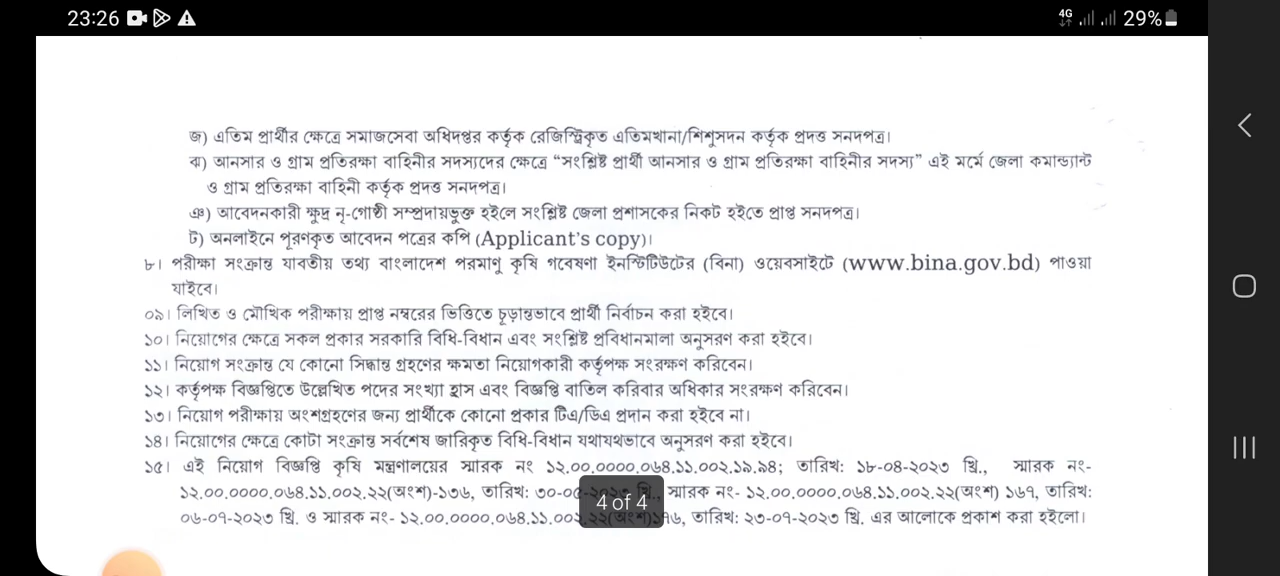 23:26
4G
29%
জ) এতিম প্রার্থীর ক্ষেত্রে সমাজসেবা অধিদপ্তর কর্তৃক রেজিস্ট্রিকৃত এতিমখানা/শিশুসদন কর্তৃক প্রদত্ত সনদপত্র।
ঝ) আনসার ও গ্রাম প্রতিরক্ষা বাহিনীর সদস্যদের ক্ষেত্রে “সংশ্লিষ্ট প্রার্থী আনসার ও গ্রাম প্রতিরক্ষা বাহিনীর সদস্য” এই মর্মে জেলা কমান্ড্যান্ট
ও গ্রাম প্রতিরক্ষা বাহিনী কর্তৃক প্রদত্ত সনদপত্র।
ঞ) আবেদনকারী ক্ষুদ্র নৃ-গোষ্ঠী সম্প্রদায়ভুক্ত হইলে সংশ্লিষ্ট জেলা প্রশাসকের নিকট হইতে প্রাপ্ত সনদপত্র।
ট) অনলাইনে পূরণকৃত আবেদন পত্রের কপি (Applicant's copy)।
৮। পরীক্ষা সংক্রান্ত যাবতীয় তথ্য বাংলাদেশ পরমাণু কৃষি গবেষণা ইনস্টিটিউটের (বিনা) ওয়েবসাইটে (www.bina.gov.bd) পাওয়া
যাইবে।
০৯। লিখিত ও মৌখিক পরীক্ষায় প্রাপ্ত নম্বরের ভিত্তিতে চূড়ান্তভাবে প্রার্থী নির্বাচন করা হইবে।
১০। নিয়োগের ক্ষেত্রে সকল প্রকার সরকারি বিধি-বিধান এবং সংশ্লিষ্ট প্রবিধানমালা অনুসরণ করা হইবে।
১১। নিয়োগ সংক্রান্ত যে কোনো সিদ্ধান্ত গ্রহণের ক্ষমতা নিয়োগকারী কর্তৃপক্ষ সংরক্ষণ করিবেন।
১২। কর্তৃপক্ষ বিজ্ঞপ্তিতে উল্লেখিত পদের সংখ্যা হ্রাস এবং বিজ্ঞপ্তি বাতিল করিবার অধিকার সংরক্ষণ করিবেন।
১৩। নিয়োগ পরীক্ষায় অংশগ্রহণের জন্য প্রার্থীকে কোনো প্রকার টিএ/ডিএ প্রদান করা হইবে না।
১৪। নিয়োগের ক্ষেত্রে কোটা সংক্রান্ত সর্বশেষ জারিকৃত বিধি-বিধান যথাযথভাবে অনুসরণ করা হইবে।
১৫। এই নিয়োগ বিজ্ঞপ্তি কৃষি মন্ত্রণালয়ের স্মারক নং ১২.০০.০০০০.০৬৪.১১.০০২.১৯.৯৪; তারিখ: ১৮-০৪-২০২৩ খ্রি., স্মারক নং-
১২.০০.০০০০.০৬৪.১১.০০২.২২(অংশ)-১৩৬, তারিখ: ৩০-০৫-২০২৩ খ্রি., স্মারক নং- ১২.০০.০০০০.০৬৪.১১.০০২.২২(অংশ) ১৬৭, তারিখ:
০৬-০৭-২০২৩ খ্রি. ও স্মারক নং- ১২.০০.০০০০.০৬৪.১১.০০২.২২(অংশ)১৭৬, তারিখ: ২৩-০৭-২০২৩ খ্রি. এর আলোকে প্রকাশ করা হইলো।
4 of 4